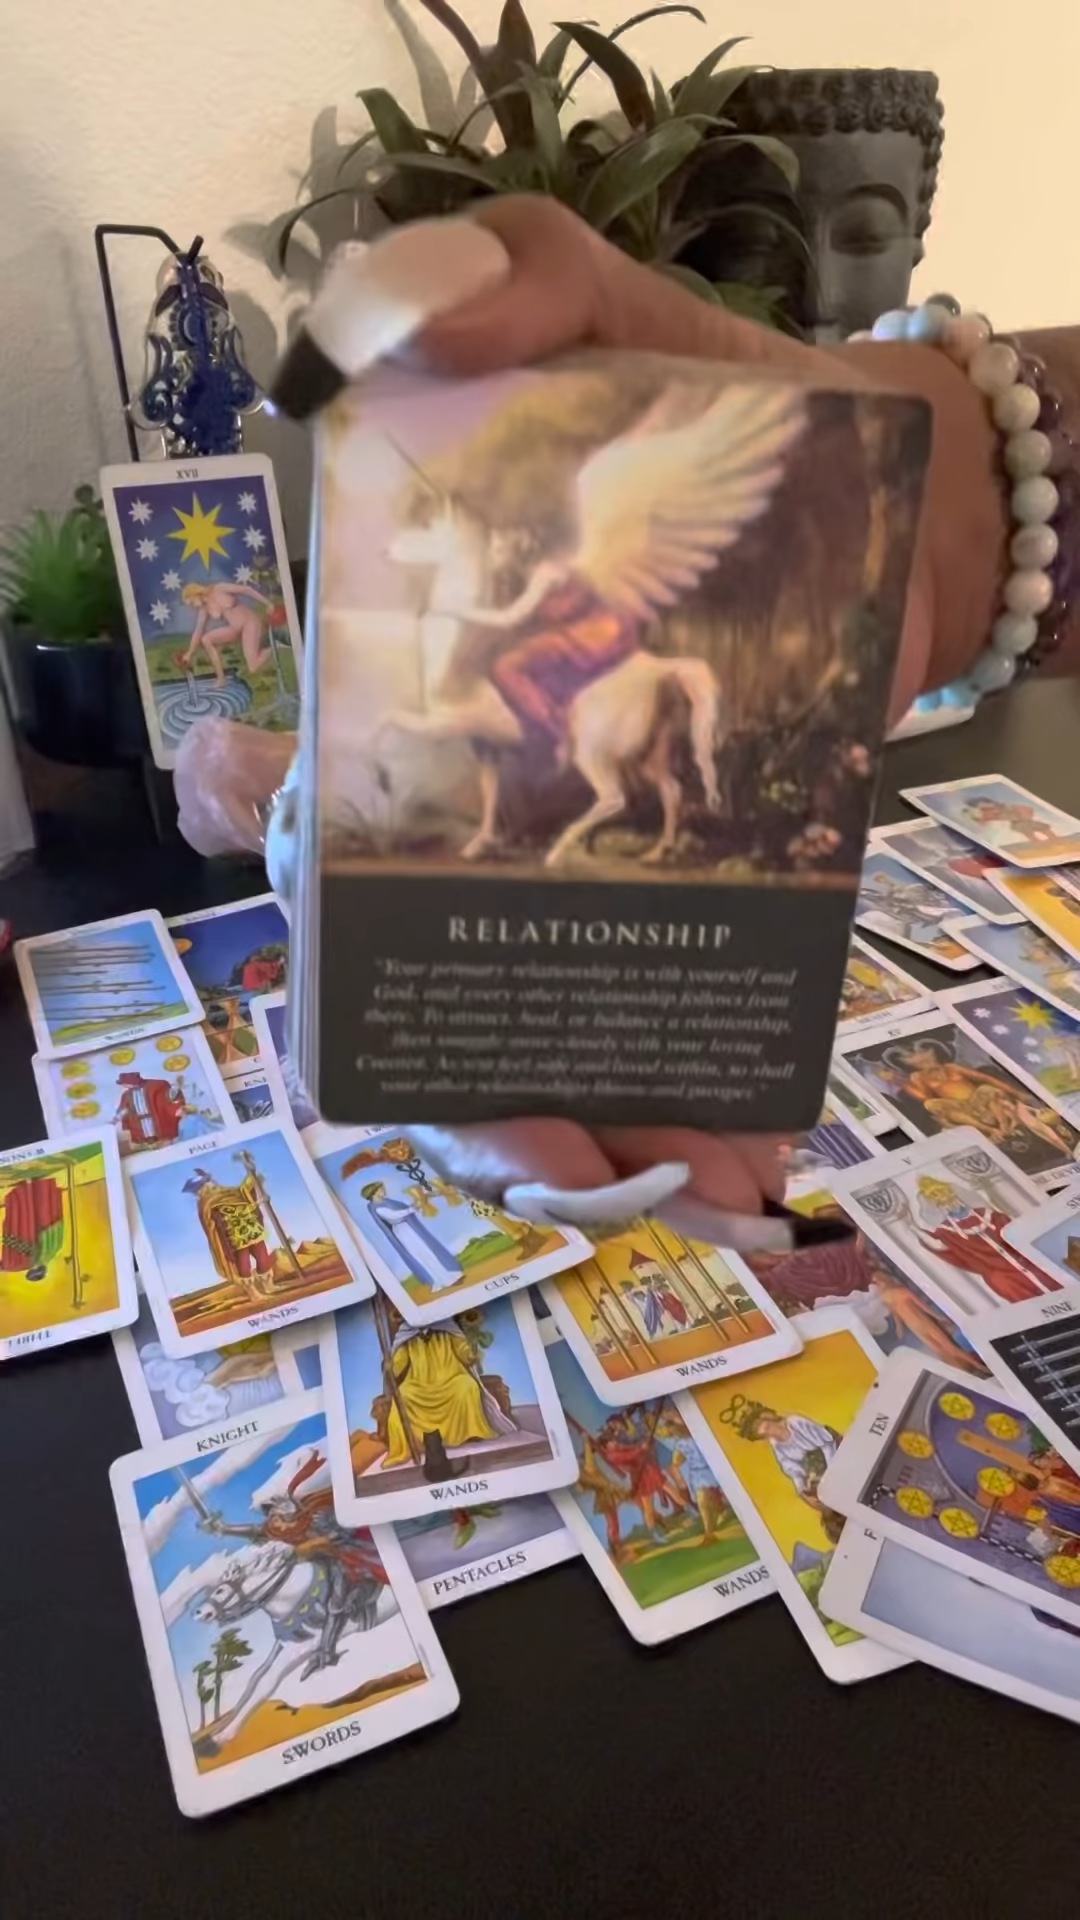 XVII
RELATIONSHIP
"Your primary relationship is with yourself and
God, and every other relationship follows from
there. To attract, heal, or balance a relationship,
then snuggle more closely with your loving
Creator. As you feel safe and loved within, so shall
your other relationships bloom and prosper."
WANDS
PAGE
WANDS
CUPS
WANDS
V
NINE
KNIGHT
WANDS
TEN
PENTACLES
WANDS
SWORDS